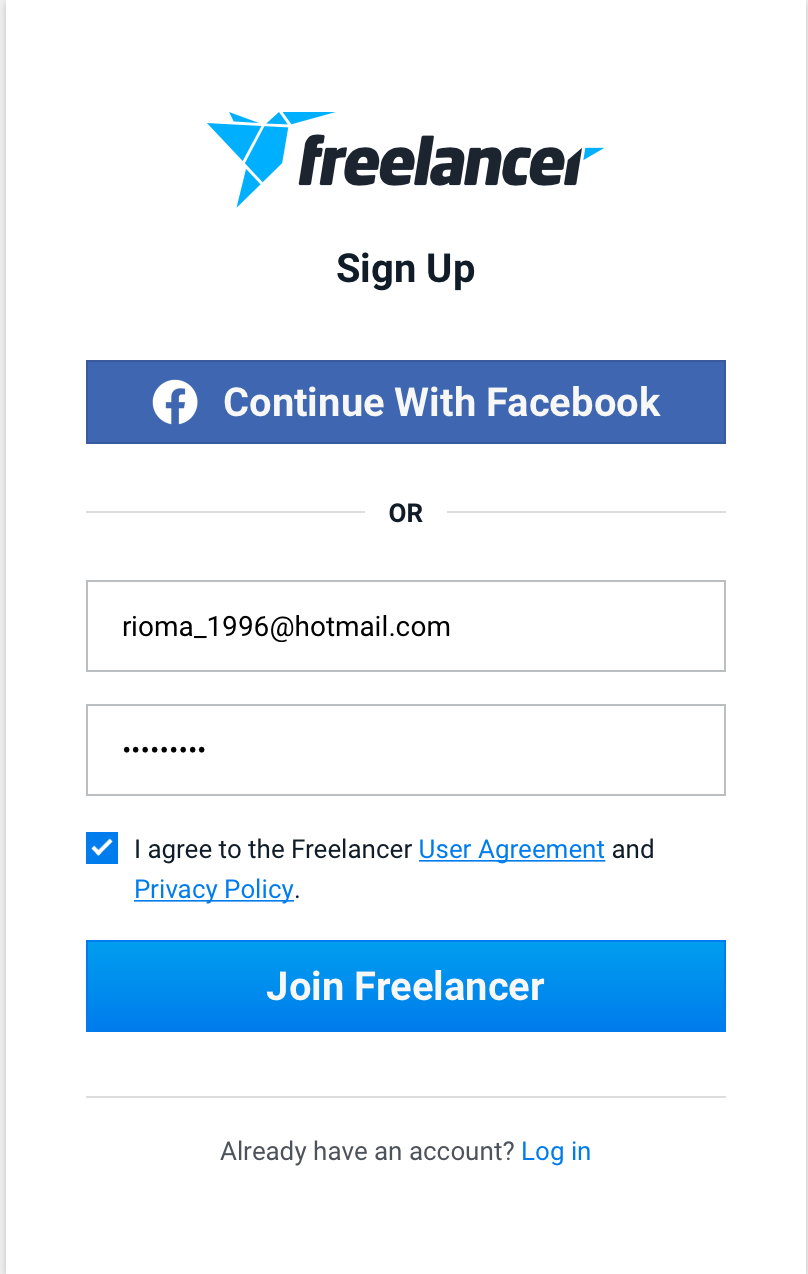 freelancer
Sign Up
Continue With Facebook
OR
rioma_1996@hotmail.com
•••••••••
I agree to the Freelancer User Agreement and
Privacy Policy.
Join Freelancer
Already have an account? Log in